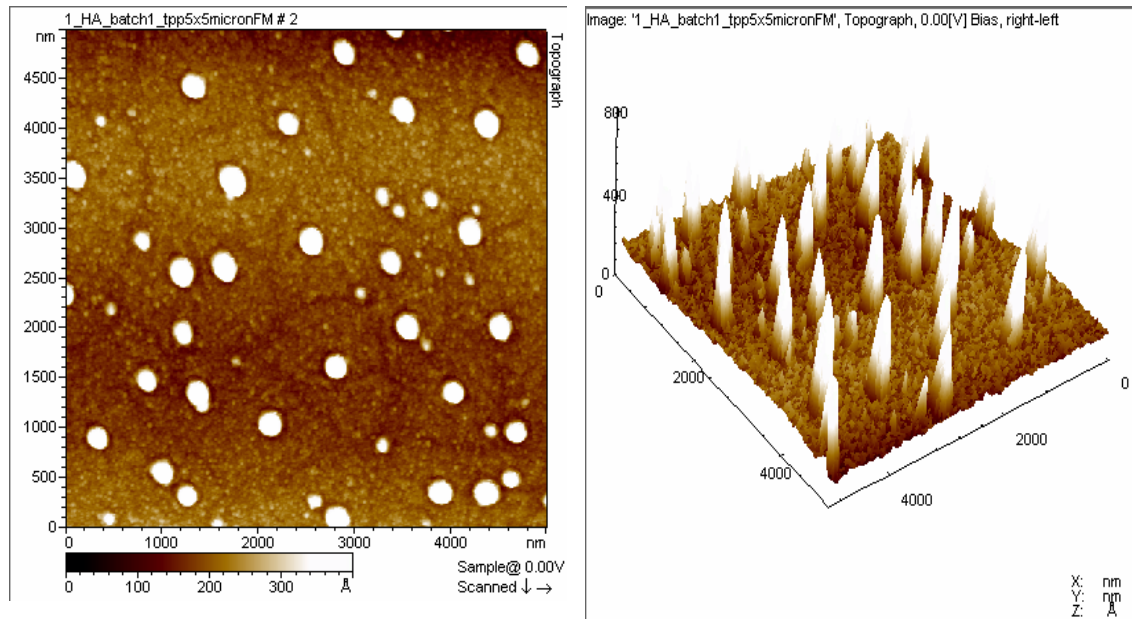 1_HA_batch1_tpp5x5micronFM # 2
nm
Topograph
4500
4000
3500
3000
2500
2000
1500
1000
500
0
0 1000 2000 3000 4000 nm
0 100 200 300 Å
Sample@ 0.00V
Scanned ↓ →
Image: '1_HA_batch1_tpp5x5micronFM', Topograph, 0.00[V] Bias, right-left
800
400
0
0
2000
4000
0
2000
4000
X: nm
Y: nm
Z: Å